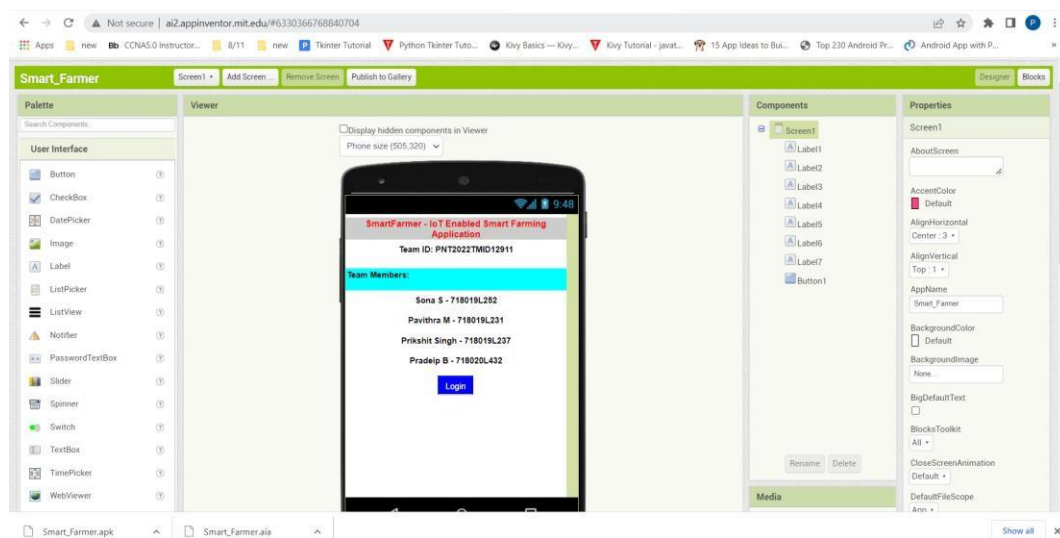 Not secure | ai2.appinventor.mit.edu/#6330366768840704
Apps new Bb CCNA5.0 Instructor... 8/11 new Tkinter Tutorial Python Tkinter Tuto... Kivy Basics — Kivy... Kivy Tutorial - javat... 15 App Ideas to Bui... Top 230 Android Pr... Android App with P... »
Smart_Farmer Screen1 Add Screen ... Remove Screen Publish to Gallery Designer Blocks
Palette Viewer Components Properties
Search Components...
User Interface
Button
CheckBox
DatePicker
Image
Label
ListPicker
ListView
Notifier
PasswordTextBox
Slider
Spinner
Switch
TextBox
TimePicker
WebViewer
Display hidden components in Viewer
Phone size (505,320)
9:48
SmartFarmer - IoT Enabled Smart Farming
Application
Team ID: PNT2022TMID12911
Team Members:
Sona S - 718019L252
Pavithra M - 718019L231
Prikshit Singh - 718019L237
Pradeip B - 718020L432
Login
Screen1
Label1
Label2
Label3
Label4
Label5
Label6
Label7
Button1
Rename Delete
Media
Screen1
AboutScreen
AccentColor
Default
AlignHorizontal
Center : 3
AlignVertical
Top : 1
AppName
Smart_Farmer
BackgroundColor
Default
BackgroundImage
None...
BigDefaultText
BlocksToolkit
All
CloseScreenAnimation
Default
DefaultFileScope
App
Smart_Farmer.apk Smart_Farmer.aia Show all